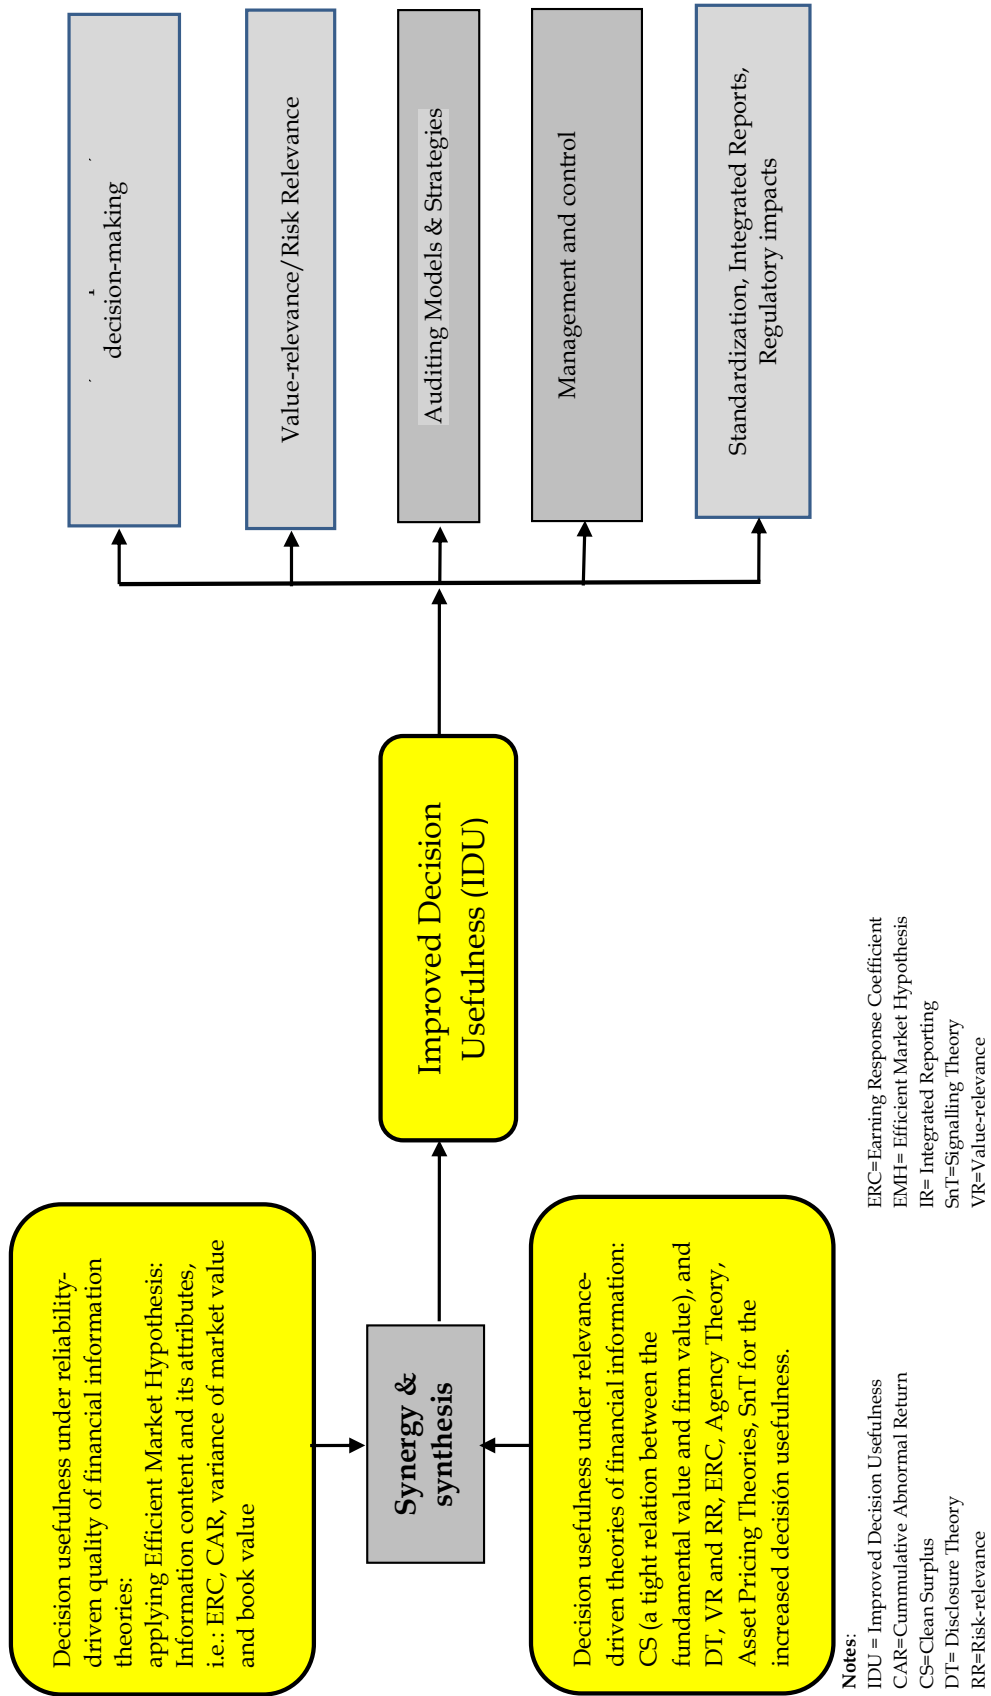 Decision usefulness under reliability-
driven quality of financial information
theories:
applying Efficient Market Hypothesis:
Information content and its attributes,
i.e.: ERC, CAR, variance of market value
and book value
Synergy &
synthesis
Decision usefulness under relevance-
driven theories of financial information:
CS (a tight relation between the
fundamental value and firm value), and
DT, VR and RR, ERC, Agency Theory,
Asset Pricing Theories, SnT for the
increased decisión usefulness.
Improved Decision
Usefulness (IDU)
decision-making
Value-relevance/Risk Relevance
Auditing Models & Strategies
Management and control
Standardization, Integrated Reports,
Regulatory impacts
Notes:
IDU = Improved Decision Usefulness
CAR=Cummulative Abnormal Return
CS=Clean Surplus
DT= Disclosure Theory
RR=Risk-relevance
ERC=Earning Response Coefficient
EMH= Efficient Market Hypothesis
IR= Integrated Reporting
SnT=Signalling Theory
VR=Value-relevance